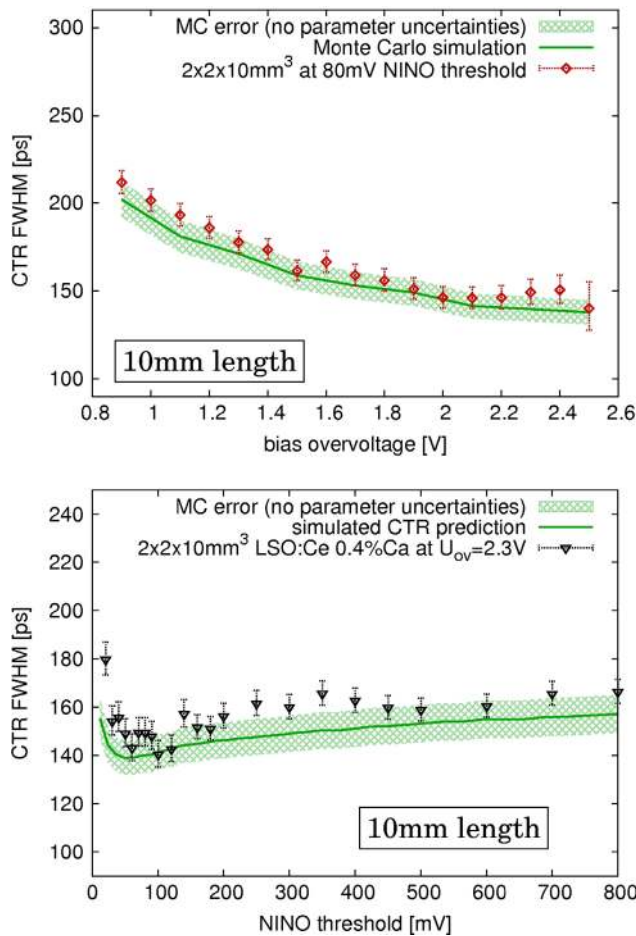 MC error (no parameter uncertainties)
Monte Carlo simulation
2x2x10mm³ at 80mV NINO threshold
300
250
200
150
100
CTR FWHM [ps]
10mm length
0.8 1 1.2 1.4 1.6 1.8 2 2.2 2.4 2.6
bias overvoltage [V]
MC error (no parameter uncertainties)
simulated CTR prediction
2x2x10mm³ LSO:Ce 0.4%Ca at U_ov=2.3V
240
220
200
180
160
140
120
100
CTR FWHM [ps]
10mm length
0 100 200 300 400 500 600 700 800
NINO threshold [mV]